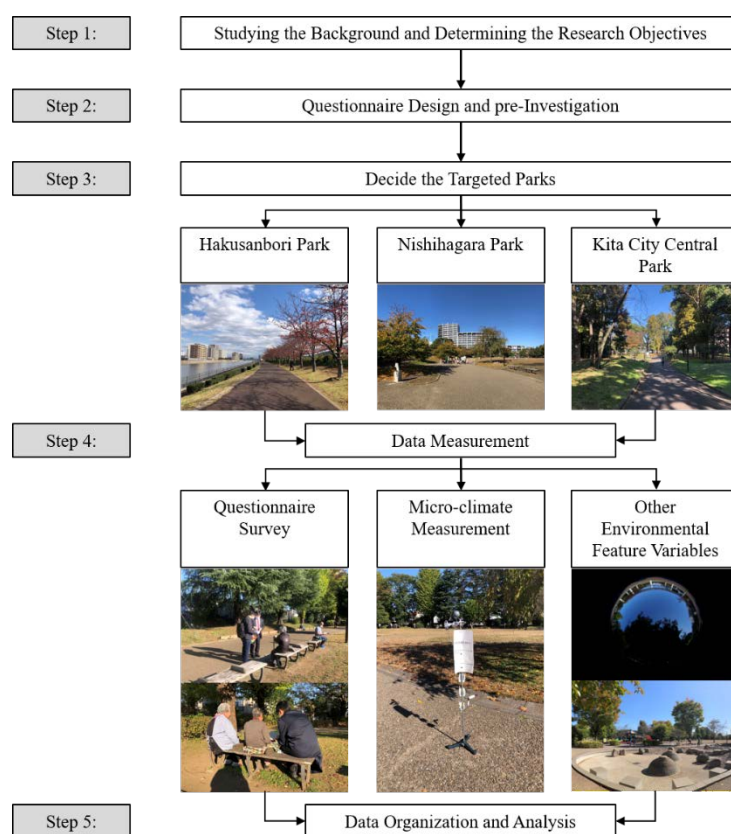 Step 1:
Studying the Background and Determining the Research Objectives
Step 2:
Questionnaire Design and pre-Investigation
Step 3:
Decide the Targeted Parks
Hakusanbori Park
Nishihagara Park
Kita City Central
Park
Step 4:
Data Measurement
Questionnaire
Survey
Micro-climate
Measurement
Other
Environmental
Feature Variables
Step 5:
Data Organization and Analysis